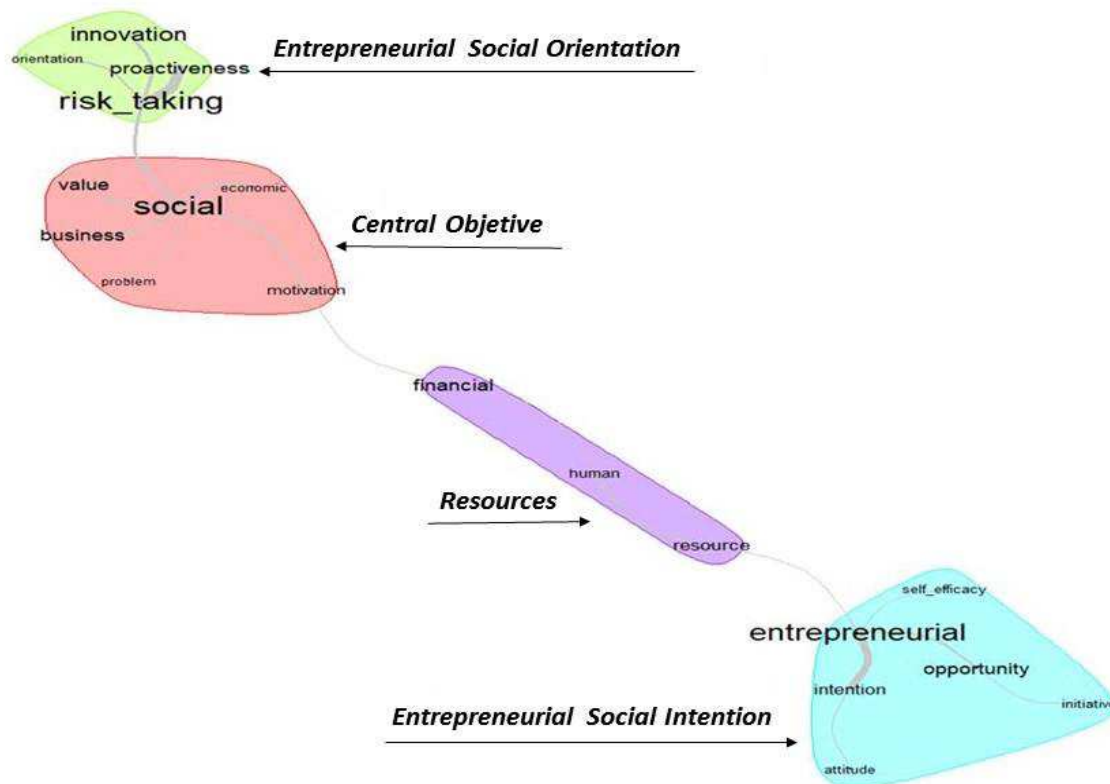 innovation
orientation
proactiveness
risk_taking
Entrepreneurial Social Orientation
value
economic
social
business
problem
motivation
Central Objetive
financial
human
resource
Resources
self_efficacy
entrepreneurial
opportunity
intention
initiative
attitude
Entrepreneurial Social Intention